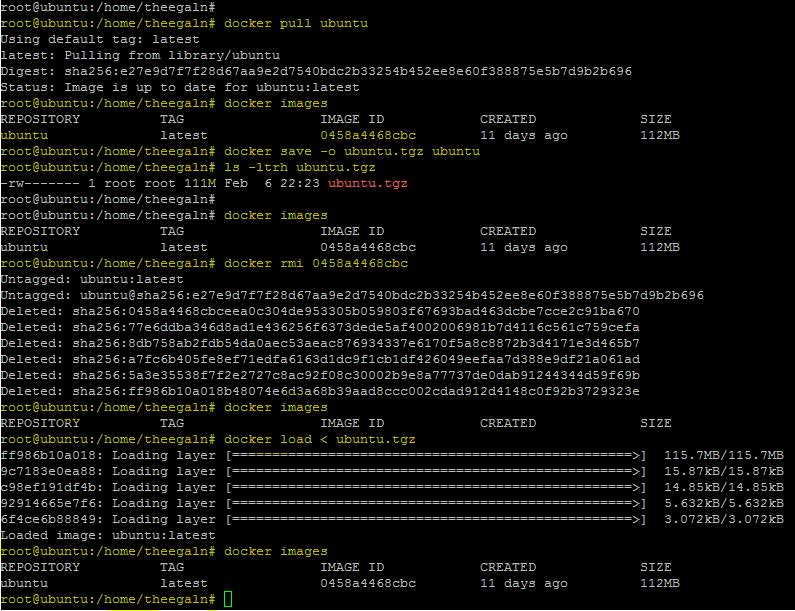 root@ubuntu:/home/theegaln#
root@ubuntu:/home/theegaln# docker pull ubuntu
Using default tag: latest
latest: Pulling from library/ubuntu
Digest: sha256:e27e9d7f7f28d67aa9e2d7540bdc2b33254b452ee8e60f388875e5b7d9b2b696
Status: Image is up to date for ubuntu:latest
root@ubuntu:/home/theegaln# docker images
REPOSITORY TAG IMAGE ID CREATED SIZE
ubuntu latest 0458a4468cbc 11 days ago 112MB
root@ubuntu:/home/theegaln# docker save -o ubuntu.tgz ubuntu
root@ubuntu:/home/theegaln# ls -ltrh ubuntu.tgz
-rw------- 1 root root 111M Feb 6 22:23 ubuntu.tgz
root@ubuntu:/home/theegaln#
root@ubuntu:/home/theegaln# docker images
REPOSITORY TAG IMAGE ID CREATED SIZE
ubuntu latest 0458a4468cbc 11 days ago 112MB
root@ubuntu:/home/theegaln# docker rmi 0458a4468cbc
Untagged: ubuntu:latest
Untagged: ubuntu@sha256:e27e9d7f7f28d67aa9e2d7540bdc2b33254b452ee8e60f388875e5b7d9b2b696
Deleted: sha256:0458a4468cbceea0c304de953305b059803f67693bad463dcbe7cce2c91ba670
Deleted: sha256:77e6ddba346d8ad1e436256f6373dede5af4002006981b7d4116c561c759cefa
Deleted: sha256:8db758ab2fdb54da0aec53aeac876934337e6170f5a8c8872b3d4171e3d465b7
Deleted: sha256:a7fc6b405fe8ef71edfa6163d1dc9f1cb1df426049eefaa7d388e9df21a061ad
Deleted: sha256:5a3e35538f7f2e2727c8ac92f08c30002b9e8a77737de0dab91244344d59f69b
Deleted: sha256:ff986b10a018b48074e6d3a68b39aad8ccc002cdad912d4148c0f92b3729323e
root@ubuntu:/home/theegaln# docker images
REPOSITORY TAG IMAGE ID CREATED SIZE
root@ubuntu:/home/theegaln# docker load < ubuntu.tgz
ff986b10a018: Loading layer [==================================================>] 115.7MB/115.7MB
9c7183e0ea88: Loading layer [==================================================>] 15.87kB/15.87kB
c98ef191df4b: Loading layer [==================================================>] 14.85kB/14.85kB
92914665e7f6: Loading layer [==================================================>] 5.632kB/5.632kB
6f4ce6b88849: Loading layer [==================================================>] 3.072kB/3.072kB
Loaded image: ubuntu:latest
root@ubuntu:/home/theegaln# docker images
REPOSITORY TAG IMAGE ID CREATED SIZE
ubuntu latest 0458a4468cbc 11 days ago 112MB
root@ubuntu:/home/theegaln#